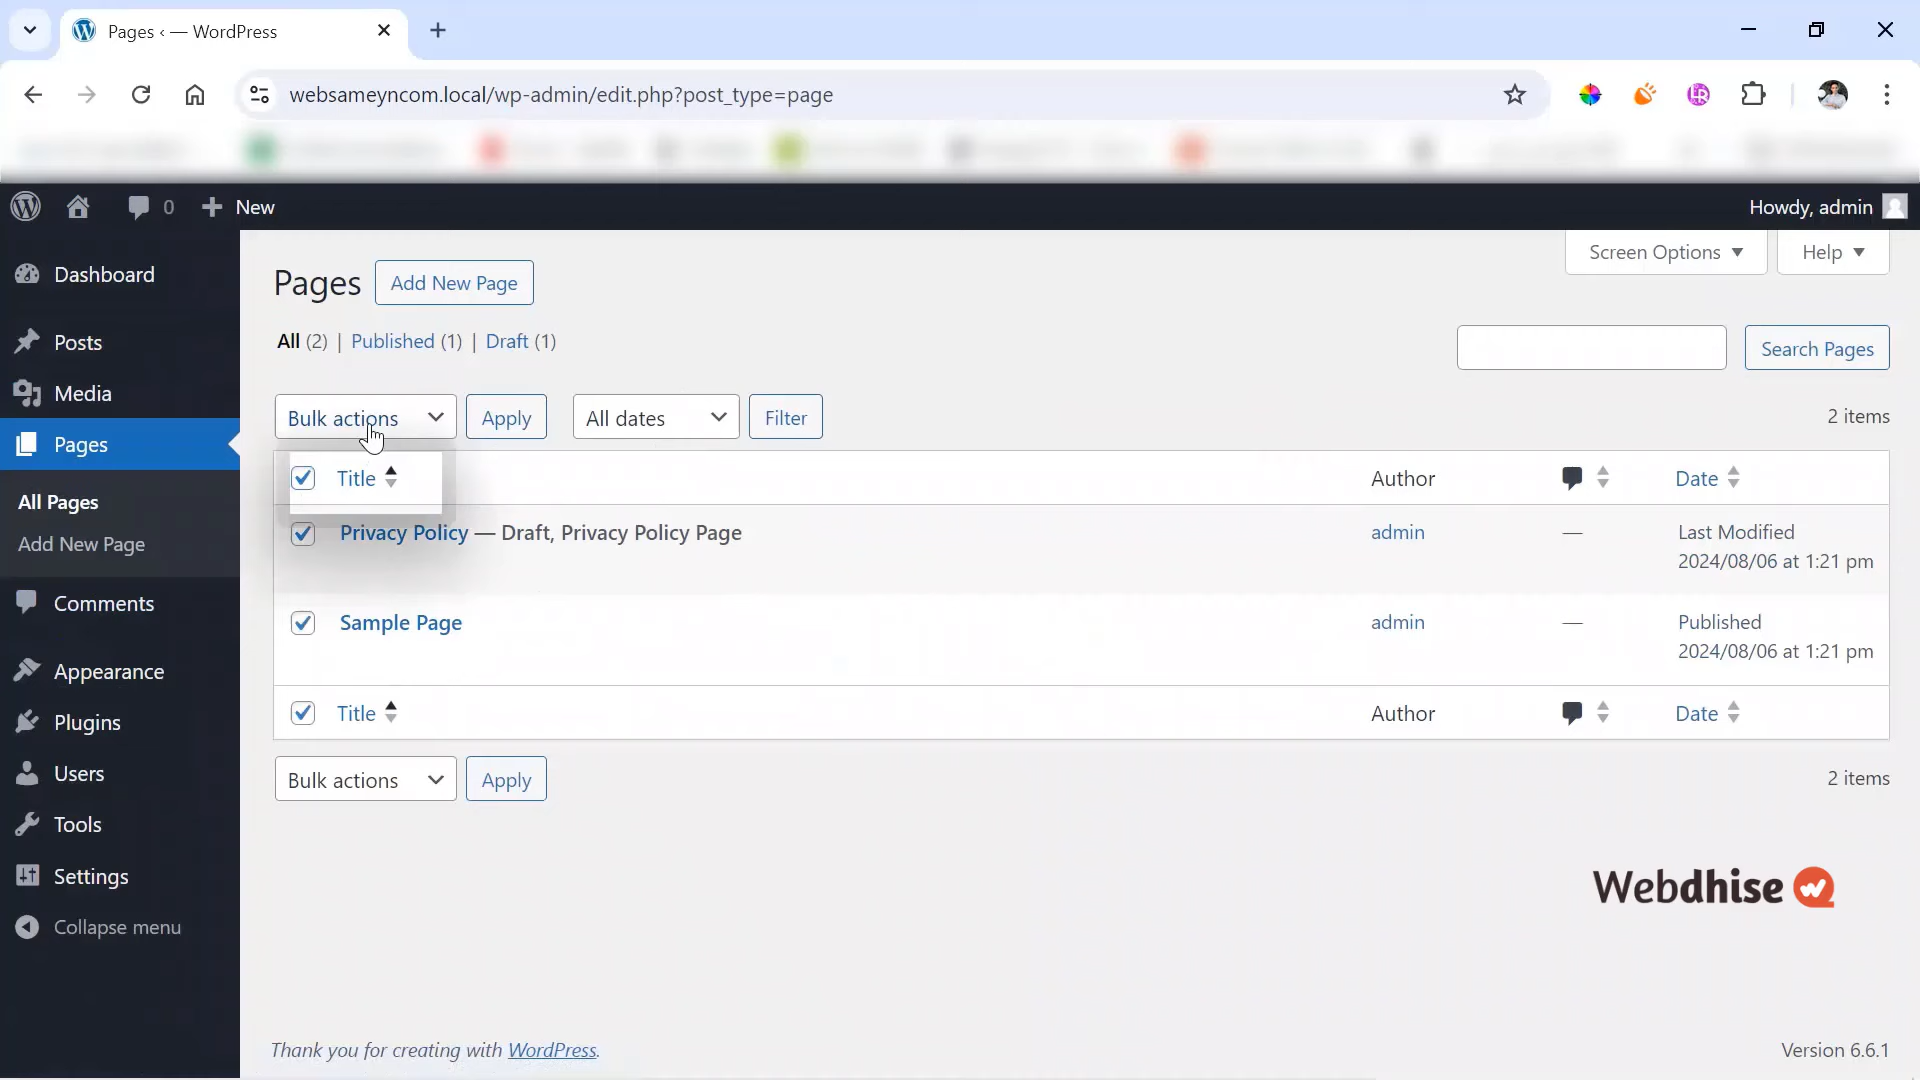 Pages ‹ — WordPress
websameyncom.local/wp-admin/edit.php?post_type=page
0 New
Howdy, admin
Screen Options Help
Dashboard
Posts
Media
Pages
All Pages
Add New Page
Comments
Appearance
Plugins
Users
Tools
Settings
Collapse menu
Pages Add New Page
All (2) | Published (1) | Draft (1)
Search Pages
Bulk actions Apply All dates Filter 2 items
Title Author Date
Privacy Policy — Draft, Privacy Policy Page admin — Last Modified
2024/08/06 at 1:21 pm
Sample Page admin — Published
2024/08/06 at 1:21 pm
Title Author Date
Bulk actions Apply 2 items
Webdhise
Thank you for creating with WordPress. Version 6.6.1